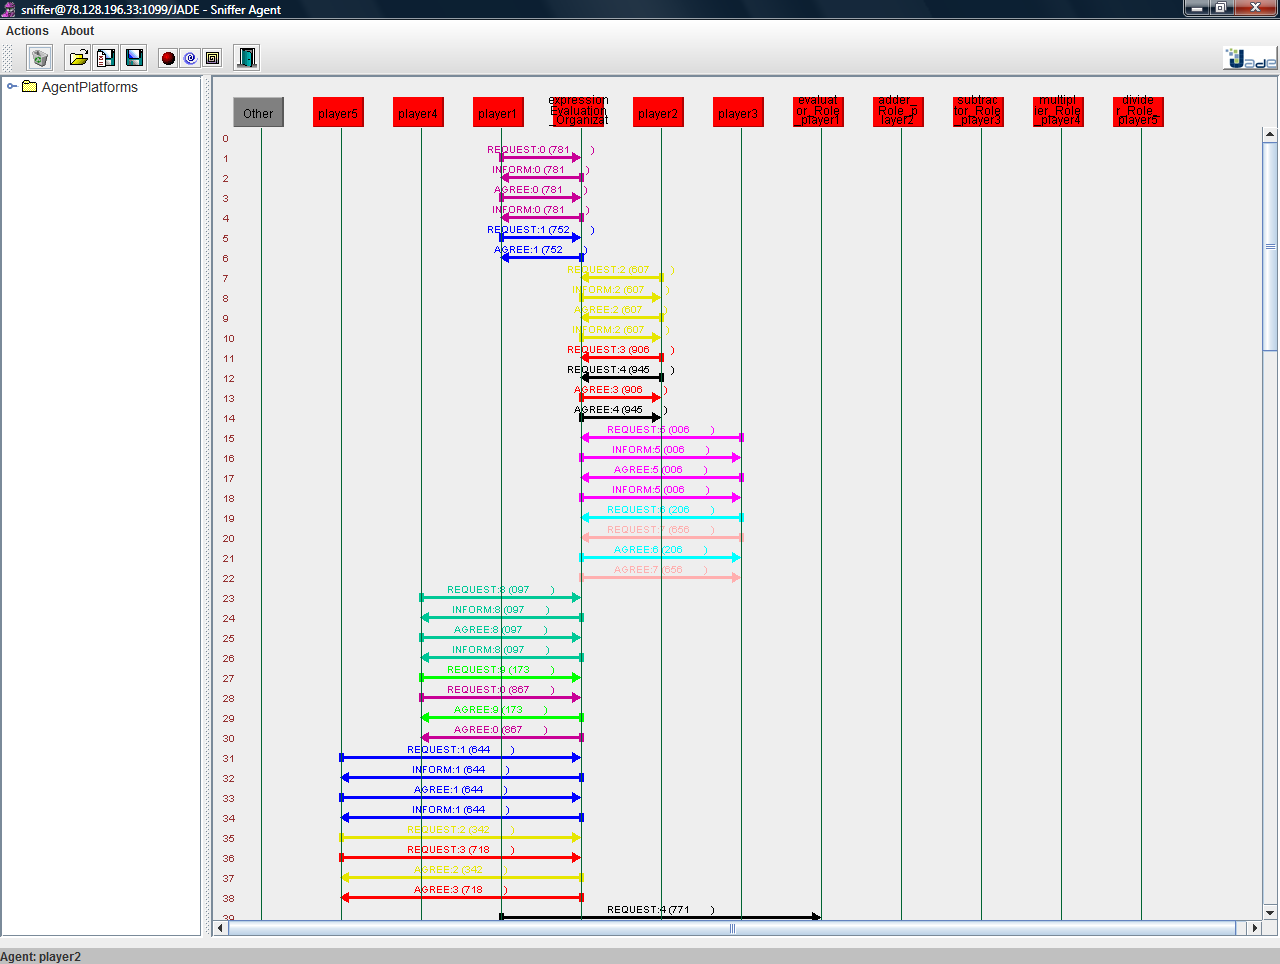 sniffer@78.128.196.33:1099/JADE - Sniffer Agent
Actions About
Jade
AgentPlatforms
Other
player5
player4
player1
expression
Evaluation
_Organizat
player2
player3
evaluat
or_Role_
player1
adder_
Role_p
layer2
subtrac
tor_Role_
player3
multipl
ier_Role_
player4
divide
r_Role_
player5
0
1 REQUEST:0 (781 )
2 INFORM:0 (781 )
3 AGREE:0 (781 )
4 INFORM:0 (781 )
5 REQUEST:1 (752 )
6 AGREE:1 (752 )
7 REQUEST:2 (607 )
8 INFORM:2 (607 )
9 AGREE:2 (607 )
10 INFORM:2 (607 )
11 REQUEST:3 (906 )
12 REQUEST:4 (945 )
13 AGREE:3 (906 )
14 AGREE:4 (945 )
15 REQUEST:5 (006 )
16 INFORM:5 (006 )
17 AGREE:5 (006 )
18 INFORM:5 (006 )
19 REQUEST:6 (206 )
20 REQUEST:7 (656 )
21 AGREE:6 (206 )
22 AGREE:7 (656 )
23 REQUEST:8 (097 )
24 INFORM:8 (097 )
25 AGREE:8 (097 )
26 INFORM:8 (097 )
27 REQUEST:9 (173 )
28 REQUEST:0 (867 )
29 AGREE:9 (173 )
30 AGREE:0 (867 )
31 REQUEST:1 (644 )
32 INFORM:1 (644 )
33 AGREE:1 (644 )
34 INFORM:1 (644 )
35 REQUEST:2 (342 )
36 REQUEST:3 (718 )
37 AGREE:2 (342 )
38 AGREE:3 (718 )
39 REQUEST:4 (771 )
Agent: player2